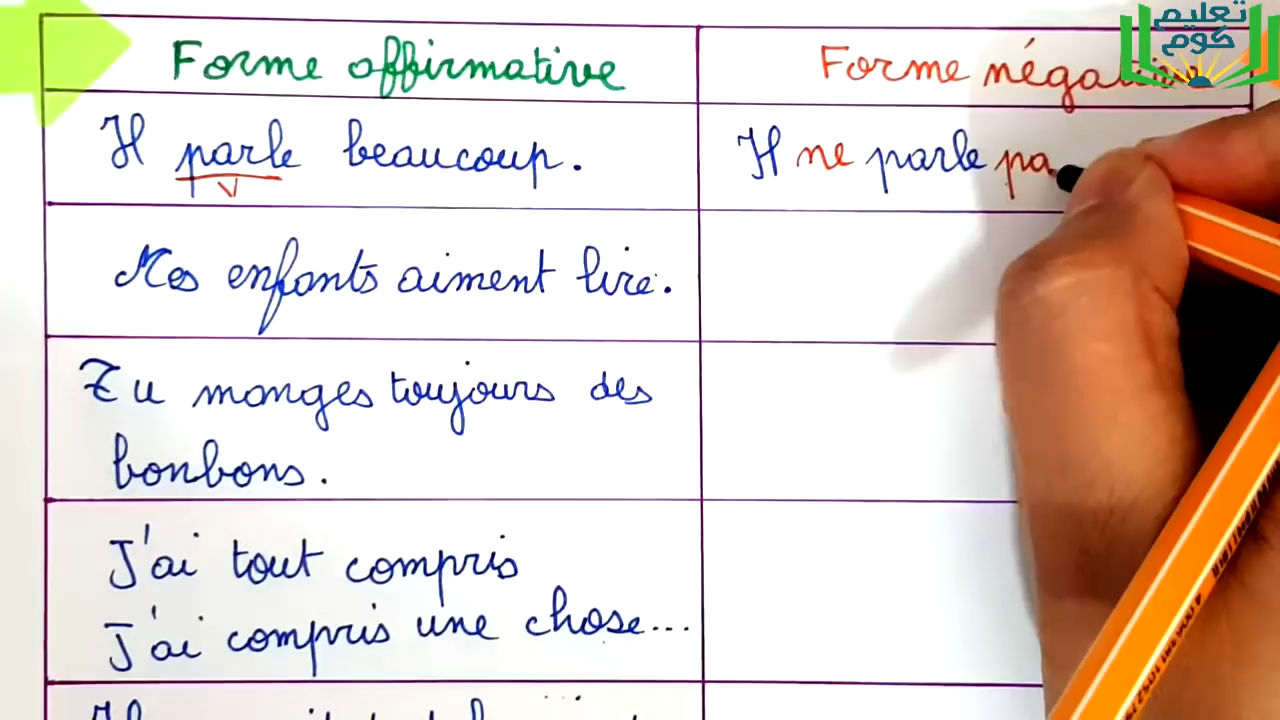 تعليم
كوم
Forme affirmative
Forme négative
Il parle beaucoup.
V
Il ne parle pa
Mes enfants aiment lire.
Tu manges toujours des
bonbons.
J'ai tout compris
J'ai compris une chose...